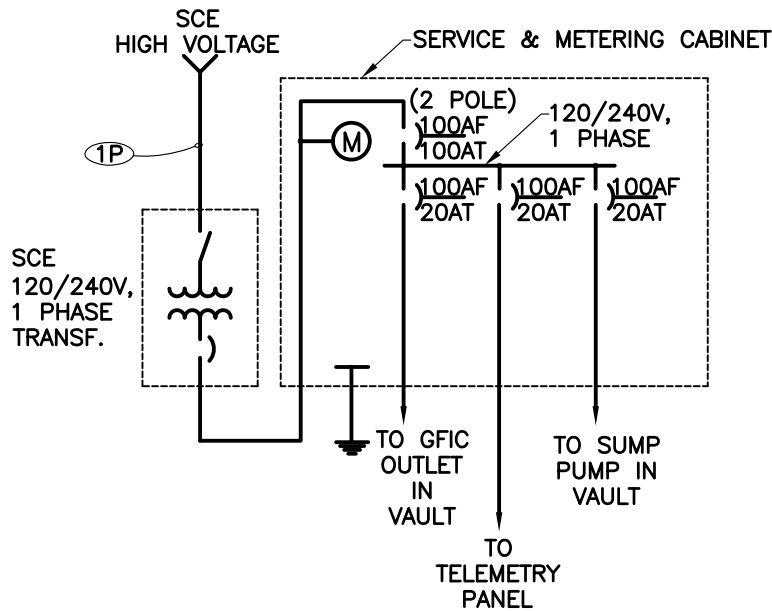 SCE
HIGH VOLTAGE
SERVICE & METERING CABINET
(2 POLE)
100AF
100AT
120/240V,
1 PHASE
1P
M
100AF
20AT
100AF
20AT
100AF
20AT
SCE
120/240V,
1 PHASE
TRANSF.
TO GFIC
OUTLET
IN
VAULT
TO SUMP
PUMP IN
VAULT
TO
TELEMETRY
PANEL